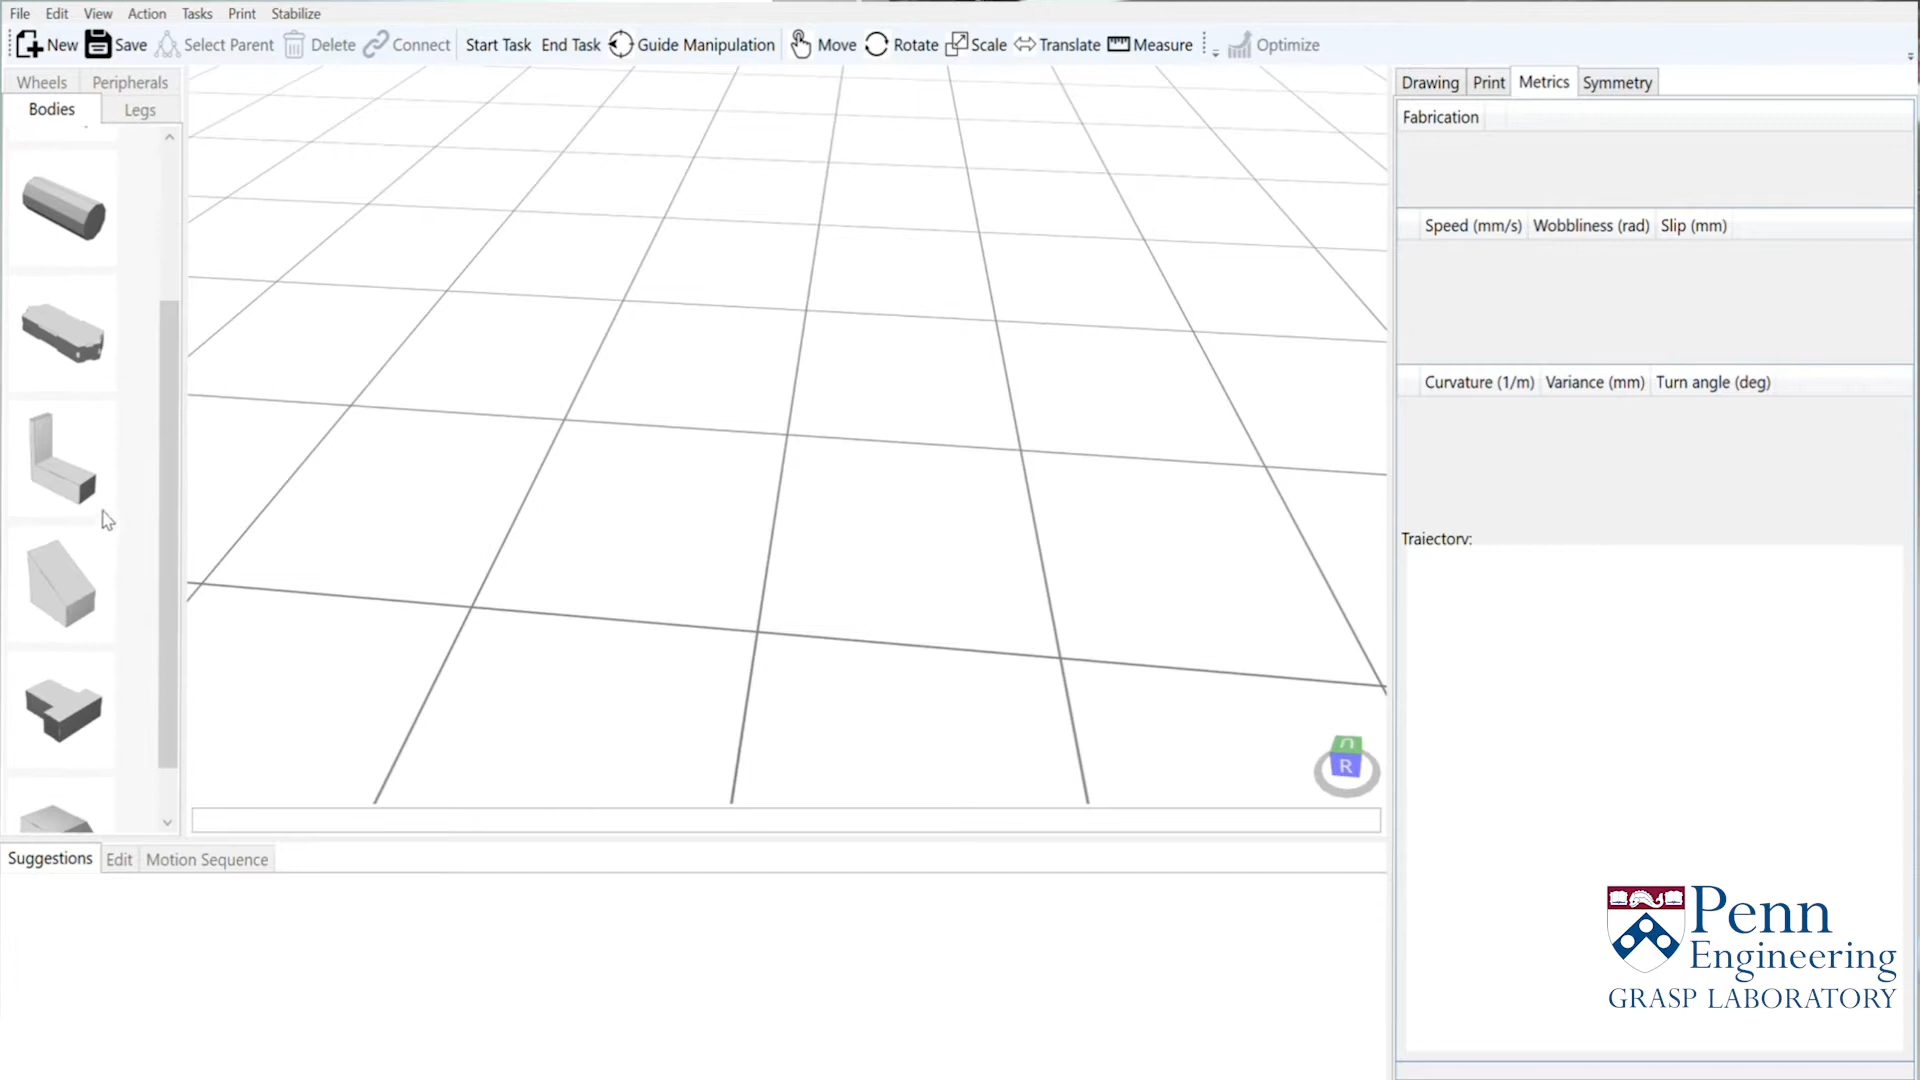 File Edit View Action Tasks Print Stabilize
New Save Select Parent Delete Connect Start Task End Task Guide Manipulation Move Rotate Scale Translate Measure Optimize
Wheels Peripherals
Bodies Legs
Drawing Print Metrics Symmetry
Fabrication
Speed (mm/s) Wobbliness (rad) Slip (mm)
Curvature (1/m) Variance (mm) Turn angle (deg)
Trajectory:
U
R
Suggestions Edit Motion Sequence
Penn
Engineering
GRASP LABORATORY